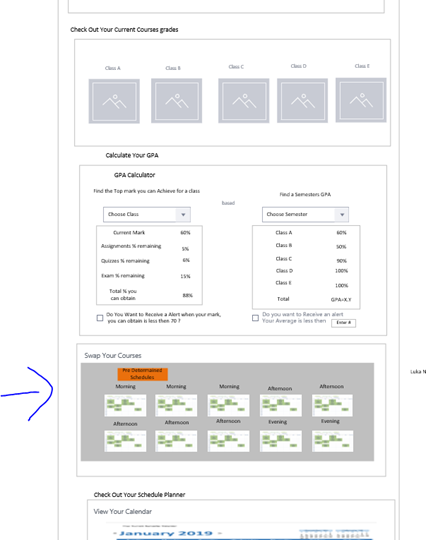 Check Out Your Current Courses grades
Class A Class B Class C Class D Class E
Calculate Your GPA
GPA Calculator
Find the Top mark you can Achieve for a class
based
Find a Semesters GPA
Choose Class
Choose Semester
Current Mark 60%
Assignments % remaining 5%
Quizzes % remaining 6%
Exam % remaining 15%
Total % you
can obtain 88%
Class A 60%
Class B 50%
Class C 90%
Class D 100%
Class E 100%
Total GPA=X.Y
Do You Want to Receive a Alert when your mark,
you can obtain is less then 70 ?
Do you want to Receive an alert
Your Average is less then Enter #
Swap Your Courses
Pre Determained
Schedules
Morning Morning Morning Afternoon Afternoon
Afternoon Afternoon Afternoon Evening Evening
Luka N
Check Out Your Schedule Planner
View Your Calendar
January 2019